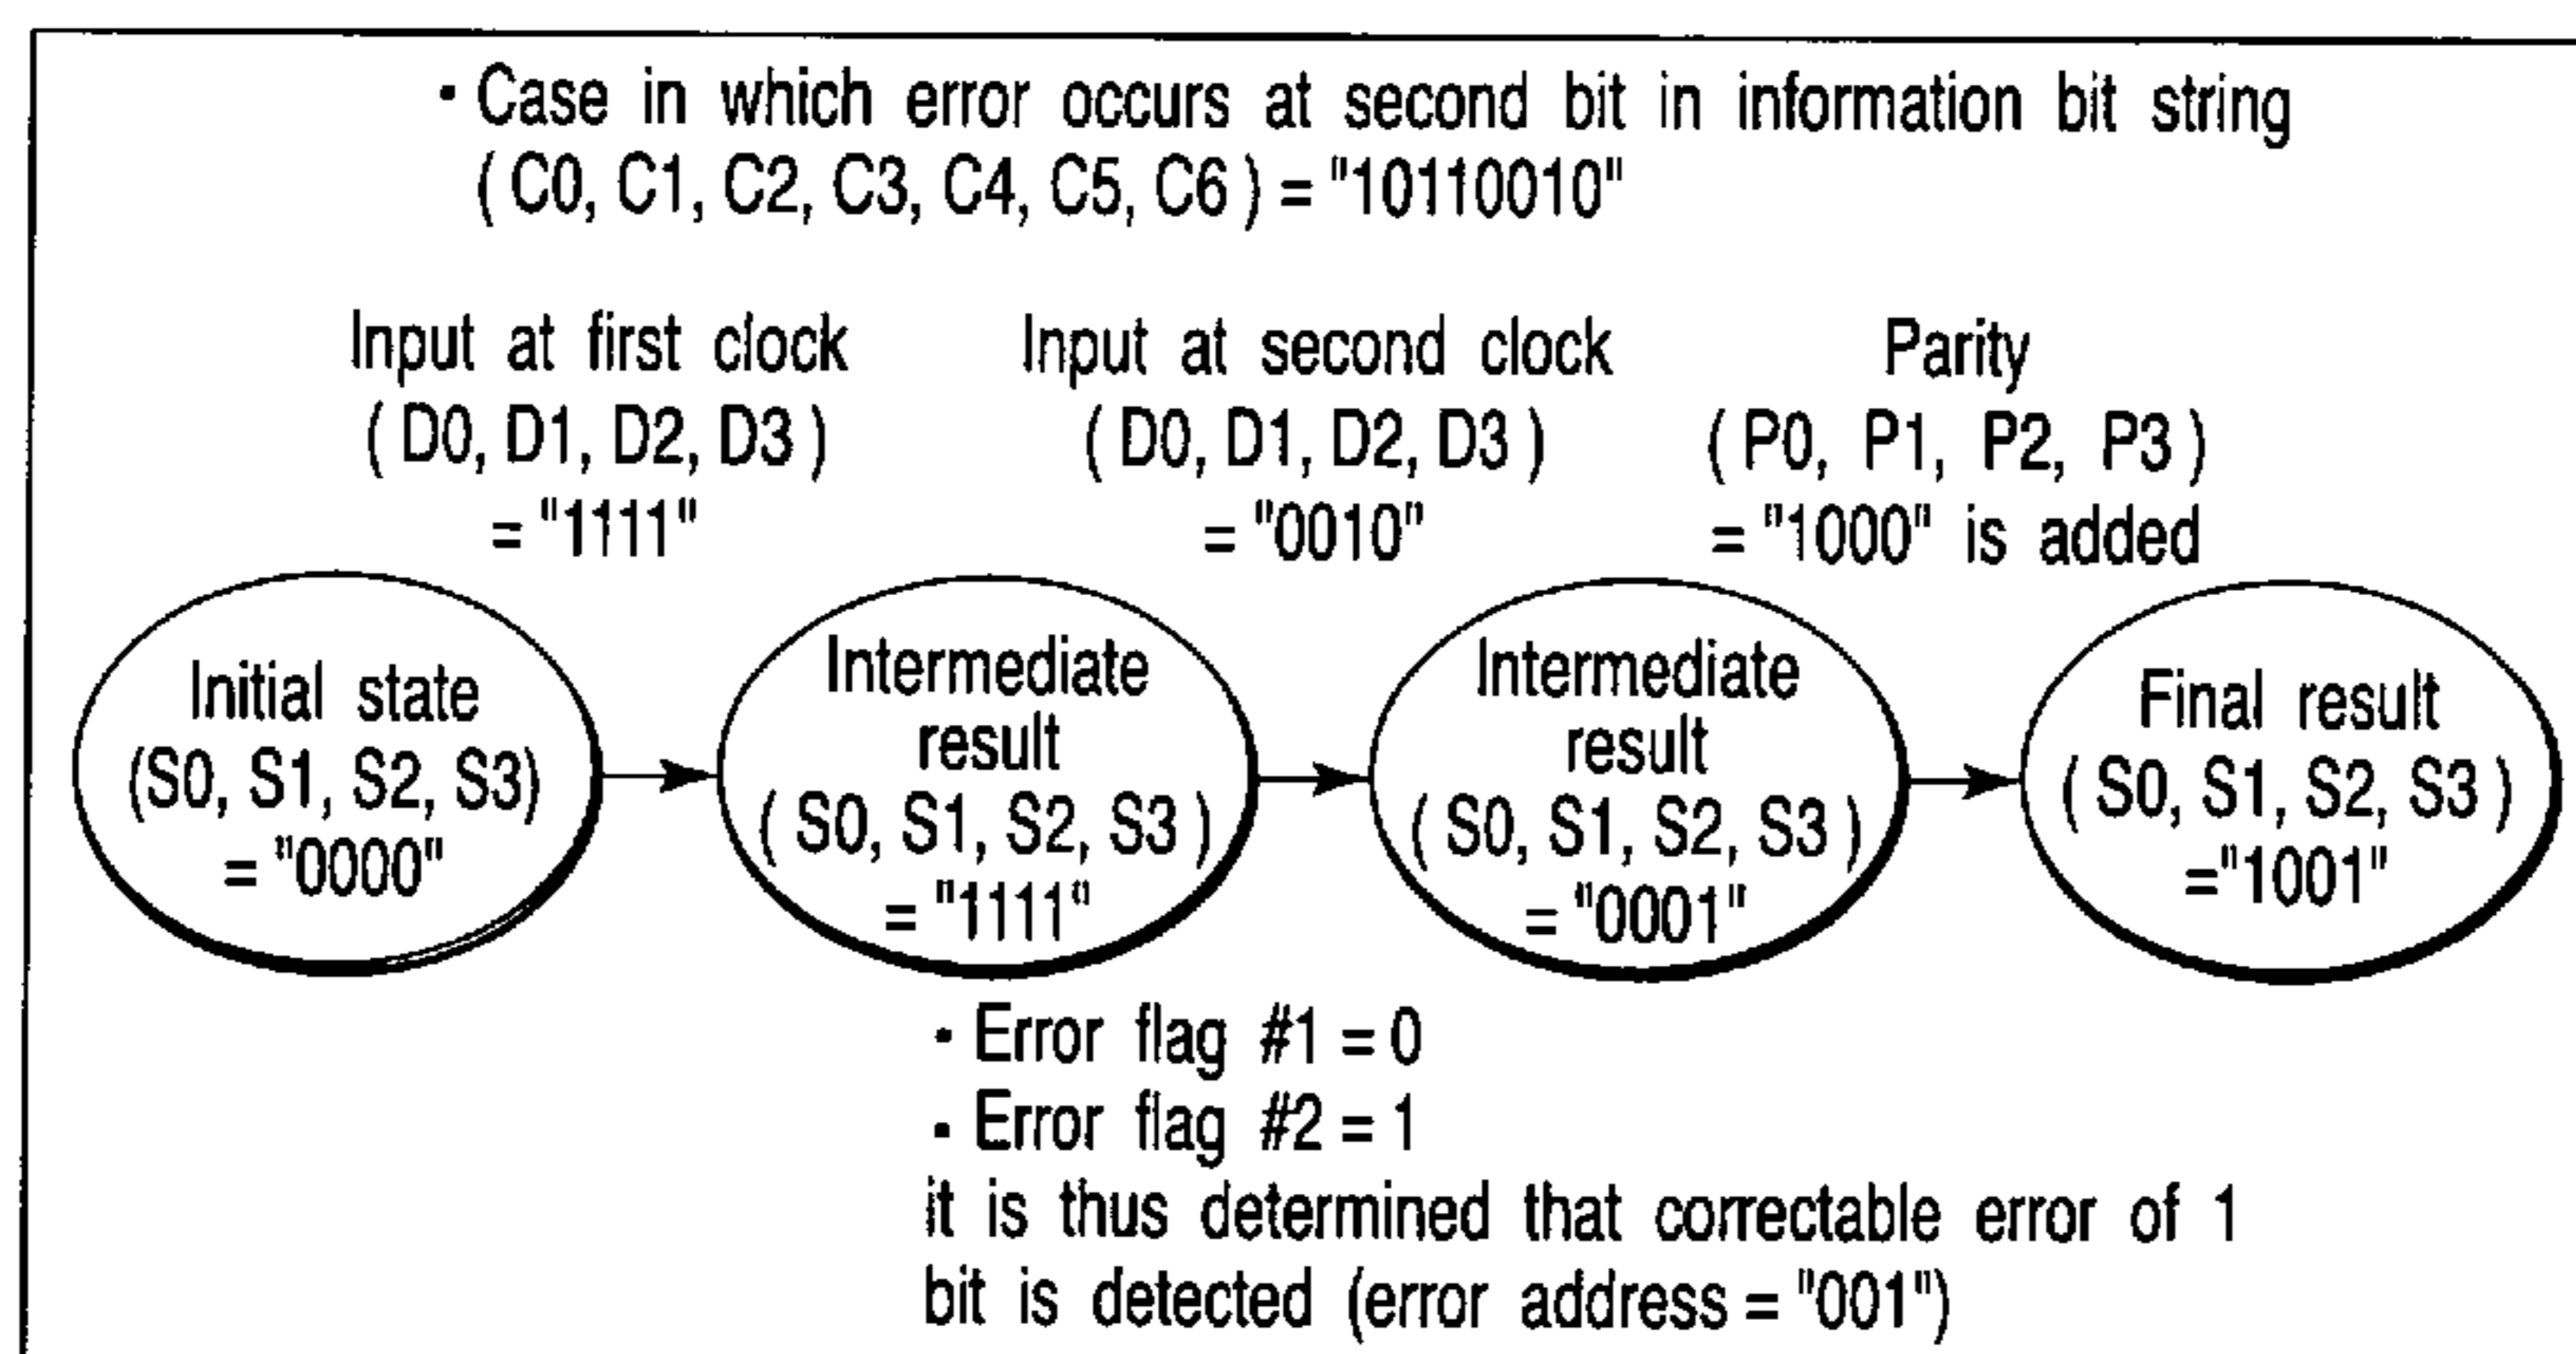 · Case in which error occurs at second bit in information bit string
( C0, C1, C2, C3, C4, C5, C6 ) = "10110010"
Input at first clock
( D0, D1, D2, D3 )
= "1111"
Input at second clock
( D0, D1, D2, D3 )
= "0010"
Parity
( P0, P1, P2, P3 )
= "1000" is added
Initial state
(S0, S1, S2, S3)
= "0000"
Intermediate
result
( S0, S1, S2, S3 )
= "1111"
Intermediate
result
( S0, S1, S2, S3 )
= "0001"
Final result
( S0, S1, S2, S3 )
="1001"
· Error flag #1 = 0
· Error flag #2 = 1
it is thus determined that correctable error of 1
bit is detected (error address = "001")